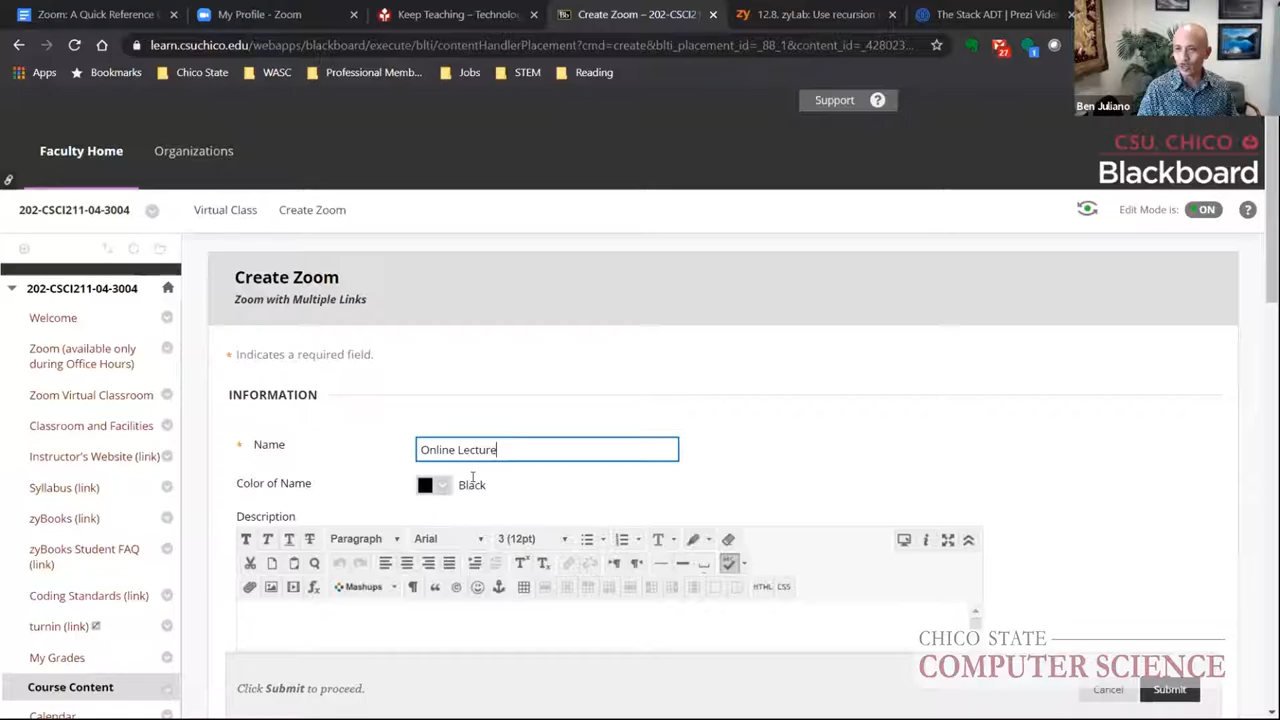 Zoom: A Quick Reference G
My Profile - Zoom
Keep Teaching – technolog
Create Zoom – 202-CSCI2
12.8. zyLab: Use recursion
The Stack ADT | Prezi Vide
learn.csuchico.edu/webapps/blackboard/execute/blti/contentHandlerPlacement?cmd=create&blti_placement_id=_88_1&content_id=_428023...
27
1
Apps
Bookmarks
Chico State
WASC
Professional Memb...
Jobs
STEM
Reading
Ben Juliano
Support ?
Faculty Home
Organizations
CSU, CHICO
Blackboard
202-CSCI211-04-3004
Virtual Class
Create Zoom
Edit Mode is: ON ?
202-CSCI211-04-3004
Welcome
Zoom (available only
during Office Hours)
Zoom Virtual Classroom
Classroom and Facilities
Instructor's Website (link)
Syllabus (link)
zyBooks (link)
zyBooks Student FAQ
(link)
Coding Standards (link)
turnin (link)
My Grades
Course Content
Calendar
Create Zoom
Zoom with Multiple Links
* Indicates a required field.
INFORMATION
* Name
Online Lecture
Color of Name
Black
Description
T T T T Paragraph Arial 3 (12pt) T
Mashups HTML CSS
Click Submit to proceed.
Cancel
Submit
CHICO STATE
COMPUTER SCIENCE